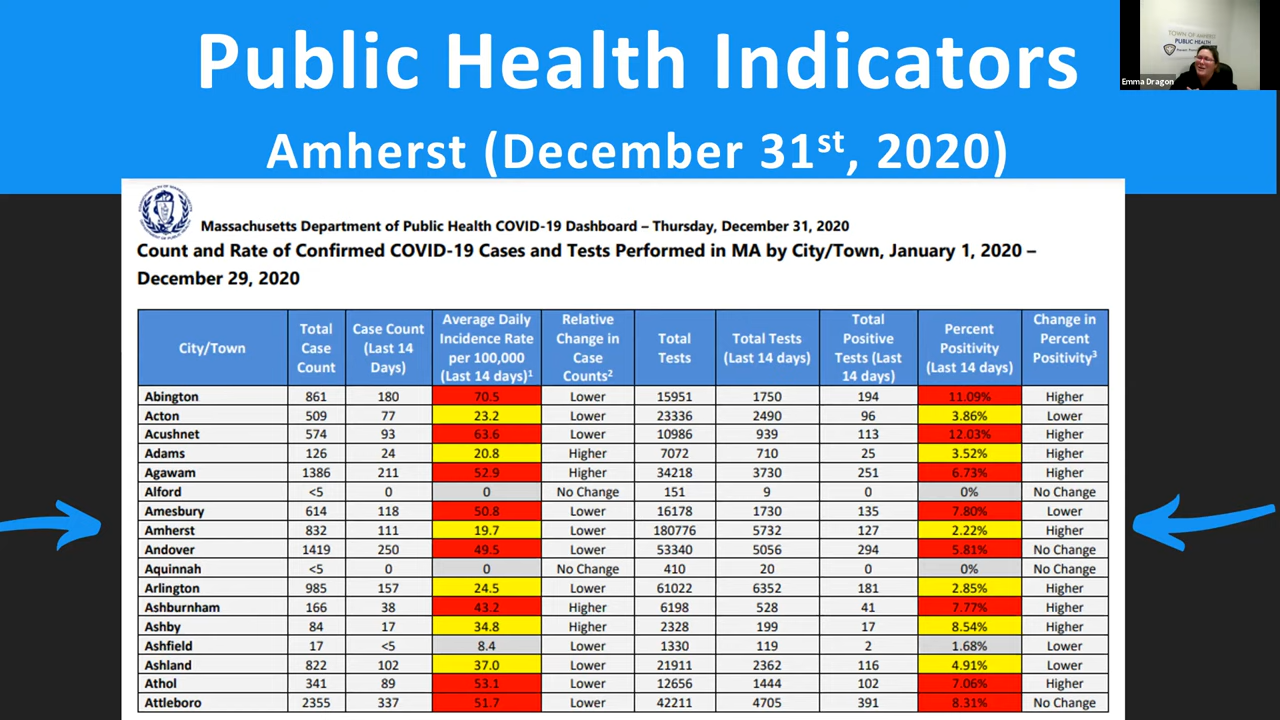 Public Health Indicators
Amherst (December 31st, 2020)
TOWN OF AMHERST
PUBLIC HEALTH
Emma Dragon
Massachusetts Department of Public Health COVID-19 Dashboard – Thursday, December 31, 2020
Count and Rate of Confirmed COVID-19 Cases and Tests Performed in MA by City/Town, January 1, 2020 –
December 29, 2020
City/Town Total Case Count Case Count (Last 14 Days) Average Daily Incidence Rate per 100,000 (Last 14 days)1 Relative Change in Case Counts2 Total Tests Total Tests (Last 14 days) Total Positive Tests (Last 14 days) Percent Positivity (Last 14 days) Change in Percent Positivity3
Abington 861 180 70.5 Lower 15951 1750 194 11.09% Higher
Acton 509 77 23.2 Lower 23336 2490 96 3.86% Lower
Acushnet 574 93 63.6 Lower 10986 939 113 12.03% Higher
Adams 126 24 20.8 Higher 7072 710 25 3.52% Higher
Agawam 1386 211 52.9 Higher 34218 3730 251 6.73% Higher
Alford <5 0 0 No Change 151 9 0 0% No Change
Amesbury 614 118 50.8 Lower 16178 1730 135 7.80% Lower
Amherst 832 111 19.7 Lower 180776 5732 127 2.22% Higher
Andover 1419 250 49.5 Lower 53340 5056 294 5.81% No Change
Aquinnah <5 0 0 No Change 410 20 0 0% No Change
Arlington 985 157 24.5 Lower 61022 6352 181 2.85% Higher
Ashburnham 166 38 43.2 Higher 6198 528 41 7.77% Higher
Ashby 84 17 34.8 Higher 2328 199 17 8.54% Higher
Ashfield 17 <5 8.4 Lower 1330 119 2 1.68% Lower
Ashland 822 102 37.0 Lower 21911 2362 116 4.91% Lower
Athol 341 89 53.1 Lower 12656 1444 102 7.06% Higher
Attleboro 2355 337 51.7 Lower 42211 4705 391 8.31% No Change